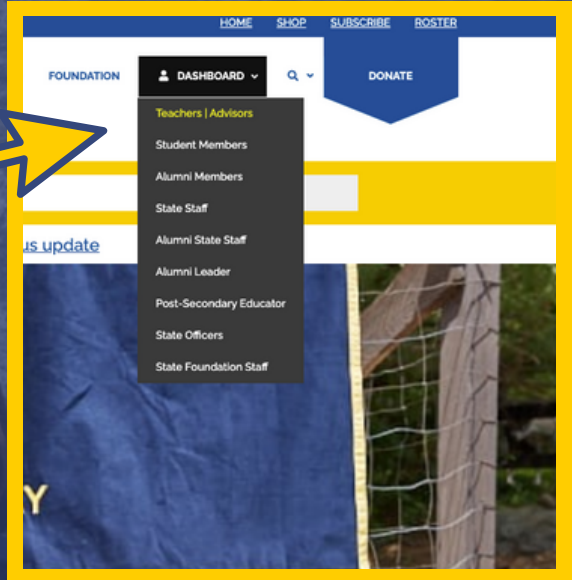 HOME SHOP SUBSCRIBE ROSTER
FOUNDATION DASHBOARD DONATE
Teachers | Advisors
Student Members
Alumni Members
State Staff
us update
Alumni State Staff
Alumni Leader
Post-Secondary Educator
State Officers
State Foundation Staff
Y